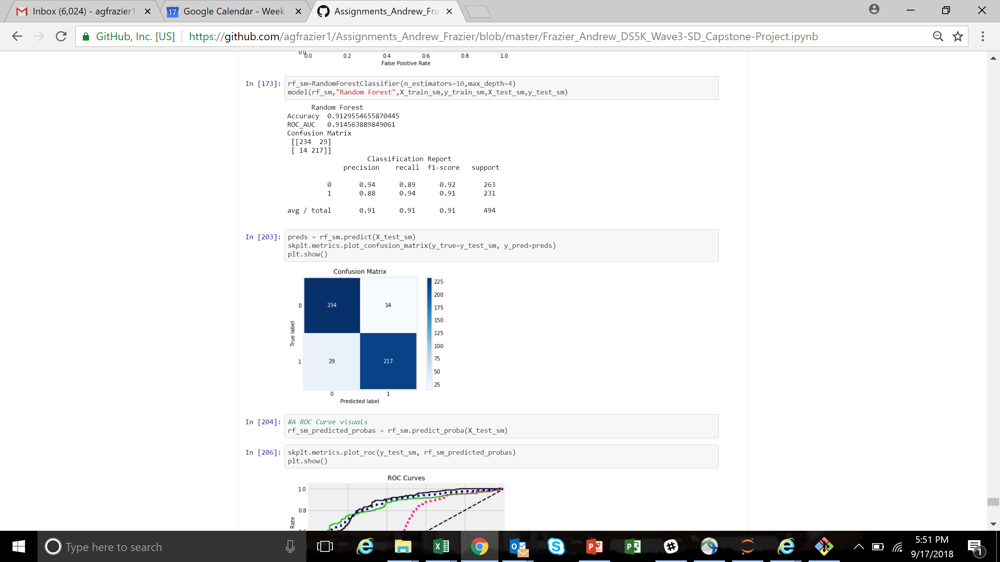 Inbox (6,024) - agfrazier1
Google Calendar - Week
Assignments_Andrew_Fra
GitHub, Inc. [US]
https://github.com/agfrazier1/Assignments_Andrew_Frazier/blob/master/Frazier_Andrew_DS5K_Wave3-SD_Capstone-Project.ipynb
0.0
0.0 0.2 0.4 0.6 0.8 1.0
False Positive Rate
In [173]:
rf_sm=RandomForestClassifier(n_estimators=10,max_depth=4)
model(rf_sm,"Random Forest",X_train_sm,y_train_sm,X_test_sm,y_test_sm)
Random Forest
Accuracy 0.9129554655870445
ROC_AUC 0.914563889849061
Confusion Matrix
[[234 29]
[ 14 217]]
Classification Report
precision recall f1-score support
0 0.94 0.89 0.92 263
1 0.88 0.94 0.91 231
avg / total 0.91 0.91 0.91 494
In [203]:
preds = rf_sm.predict(X_test_sm)
skplt.metrics.plot_confusion_matrix(y_true=y_test_sm, y_pred=preds)
plt.show()
Confusion Matrix
True label
0
1
234 14
29 217
0 1
Predicted label
225
200
175
150
125
100
75
50
25
In [204]:
#A ROC Curve visuals
rf_sm_predicted_probas = rf_sm.predict_proba(X_test_sm)
In [206]:
skplt.metrics.plot_roc(y_test_sm, rf_sm_predicted_probas)
plt.show()
ROC Curves
1.0
0.8
Rate
Type here to search
5:51 PM
9/17/2018
1